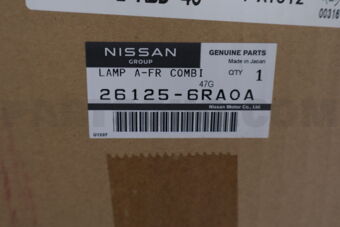 00316
NISSAN
GROUP
GENUINE PARTS
Made in Japan
LAMP A-FR COMBI
QTY 1
47G
26125-6RA0A
Nissan Motor Co., Ltd.